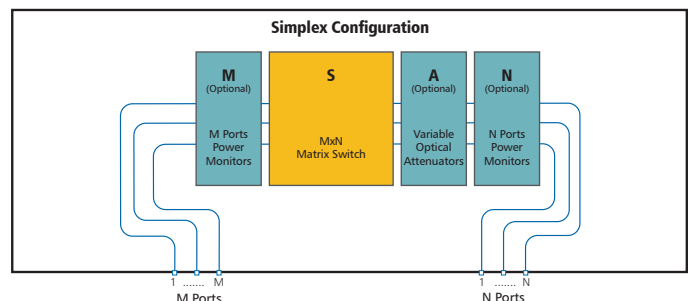 Simplex Configuration
M
(Optional)
M Ports
Power
Monitors
S
MxN
Matrix Switch
A
(Optional)
Variable
Optical
Attenuators
N
(Optional)
N Ports
Power
Monitors
1 ....... M
M Ports
1 ....... N
N Ports